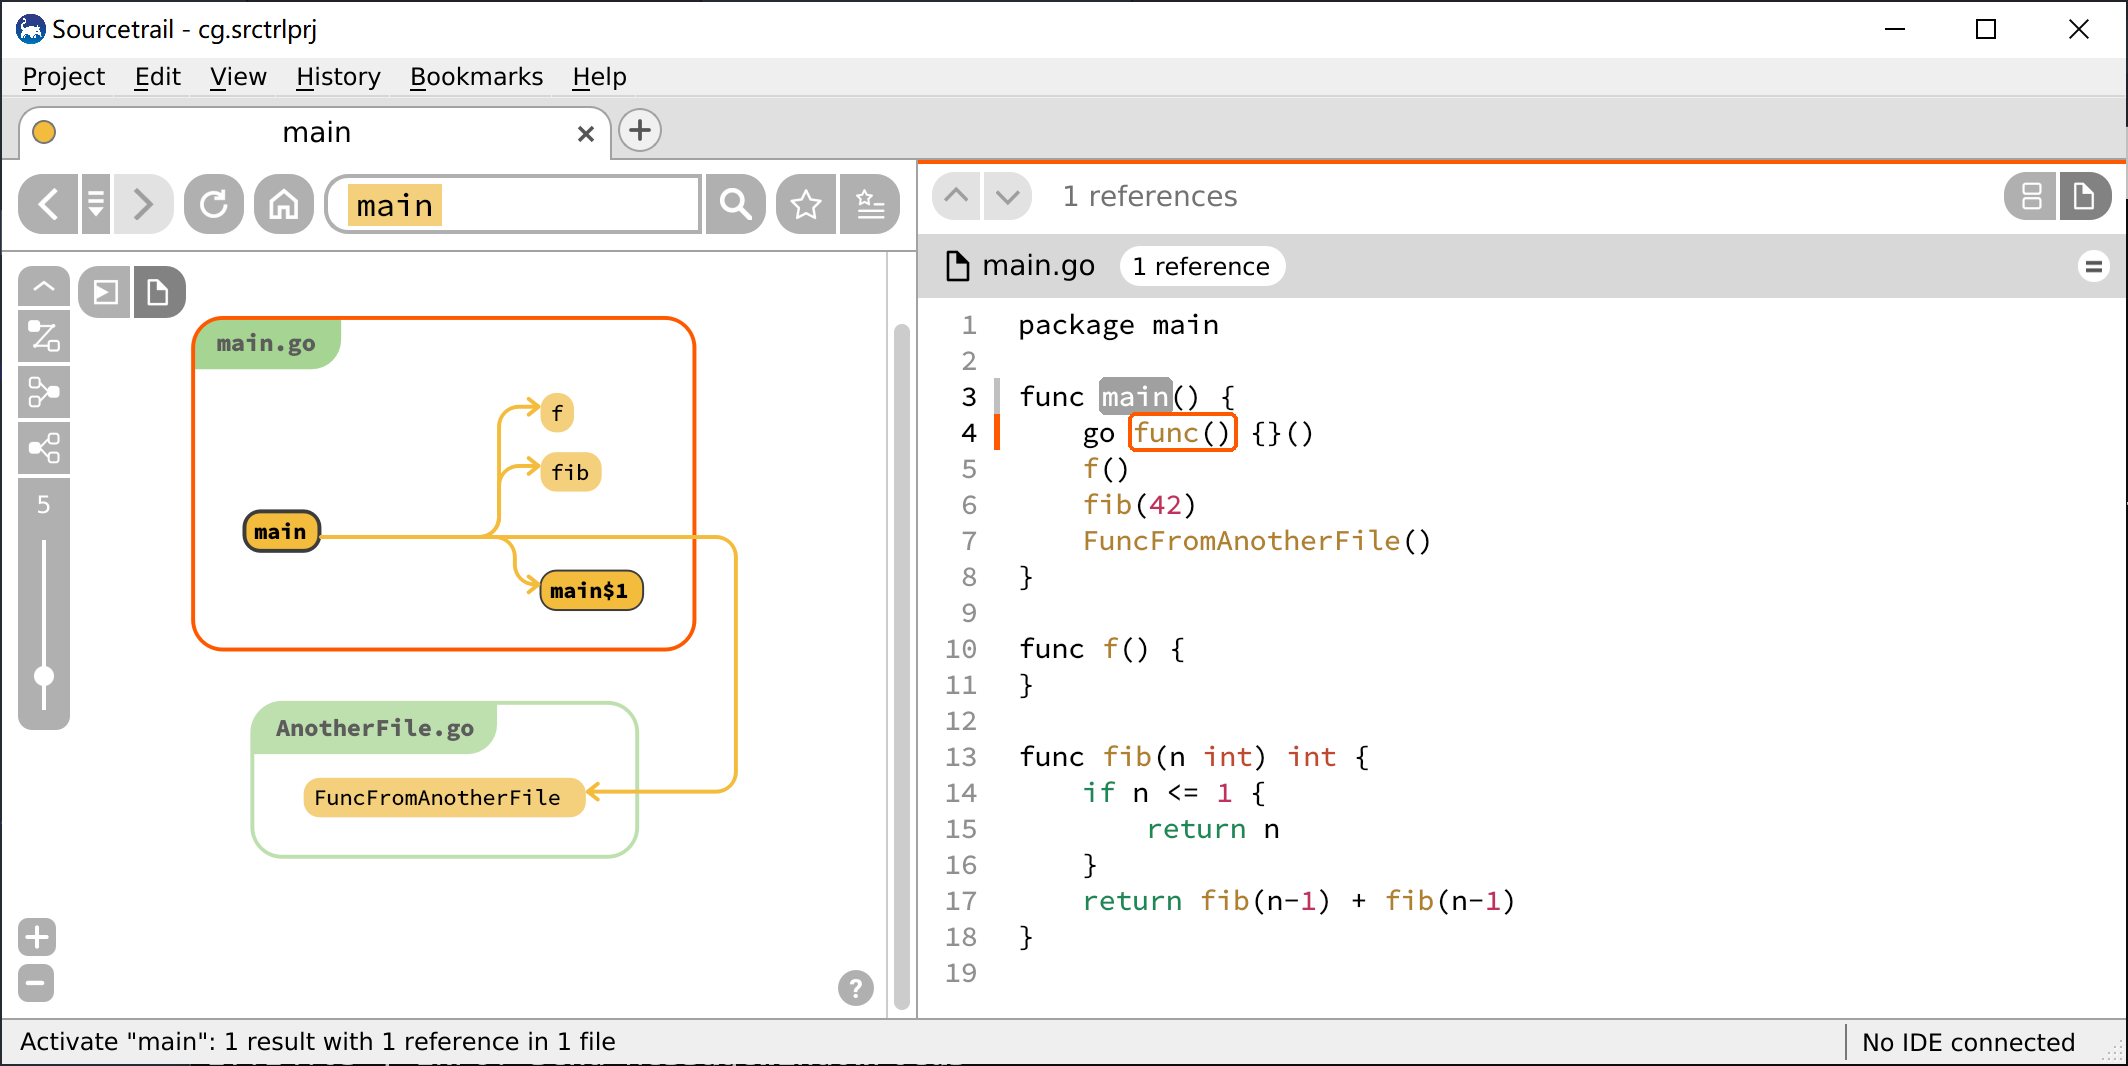 Sourcetrail - cg.srctrlprj
Project Edit View History Bookmarks Help
main
main
1 references
main.go 1 reference
5
main.go
f
fib
main
main$1
AnotherFile.go
FuncFromAnotherFile
?
1 package main
2
3 func main() {
4 go func() {}()
5 f()
6 fib(42)
7 FuncFromAnotherFile()
8 }
9
10 func f() {
11 }
12
13 func fib(n int) int {
14 if n <= 1 {
15 return n
16 }
17 return fib(n-1) + fib(n-1)
18 }
19
Activate "main": 1 result with 1 reference in 1 file
No IDE connected